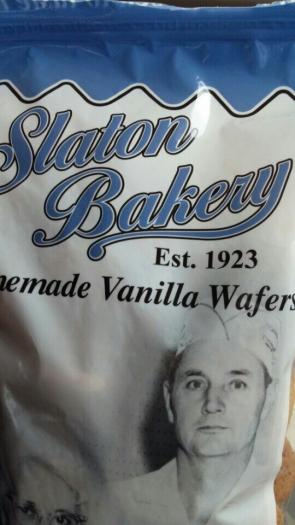 Slaton
Bakery
Est. 1923
emade Vanilla Wafers